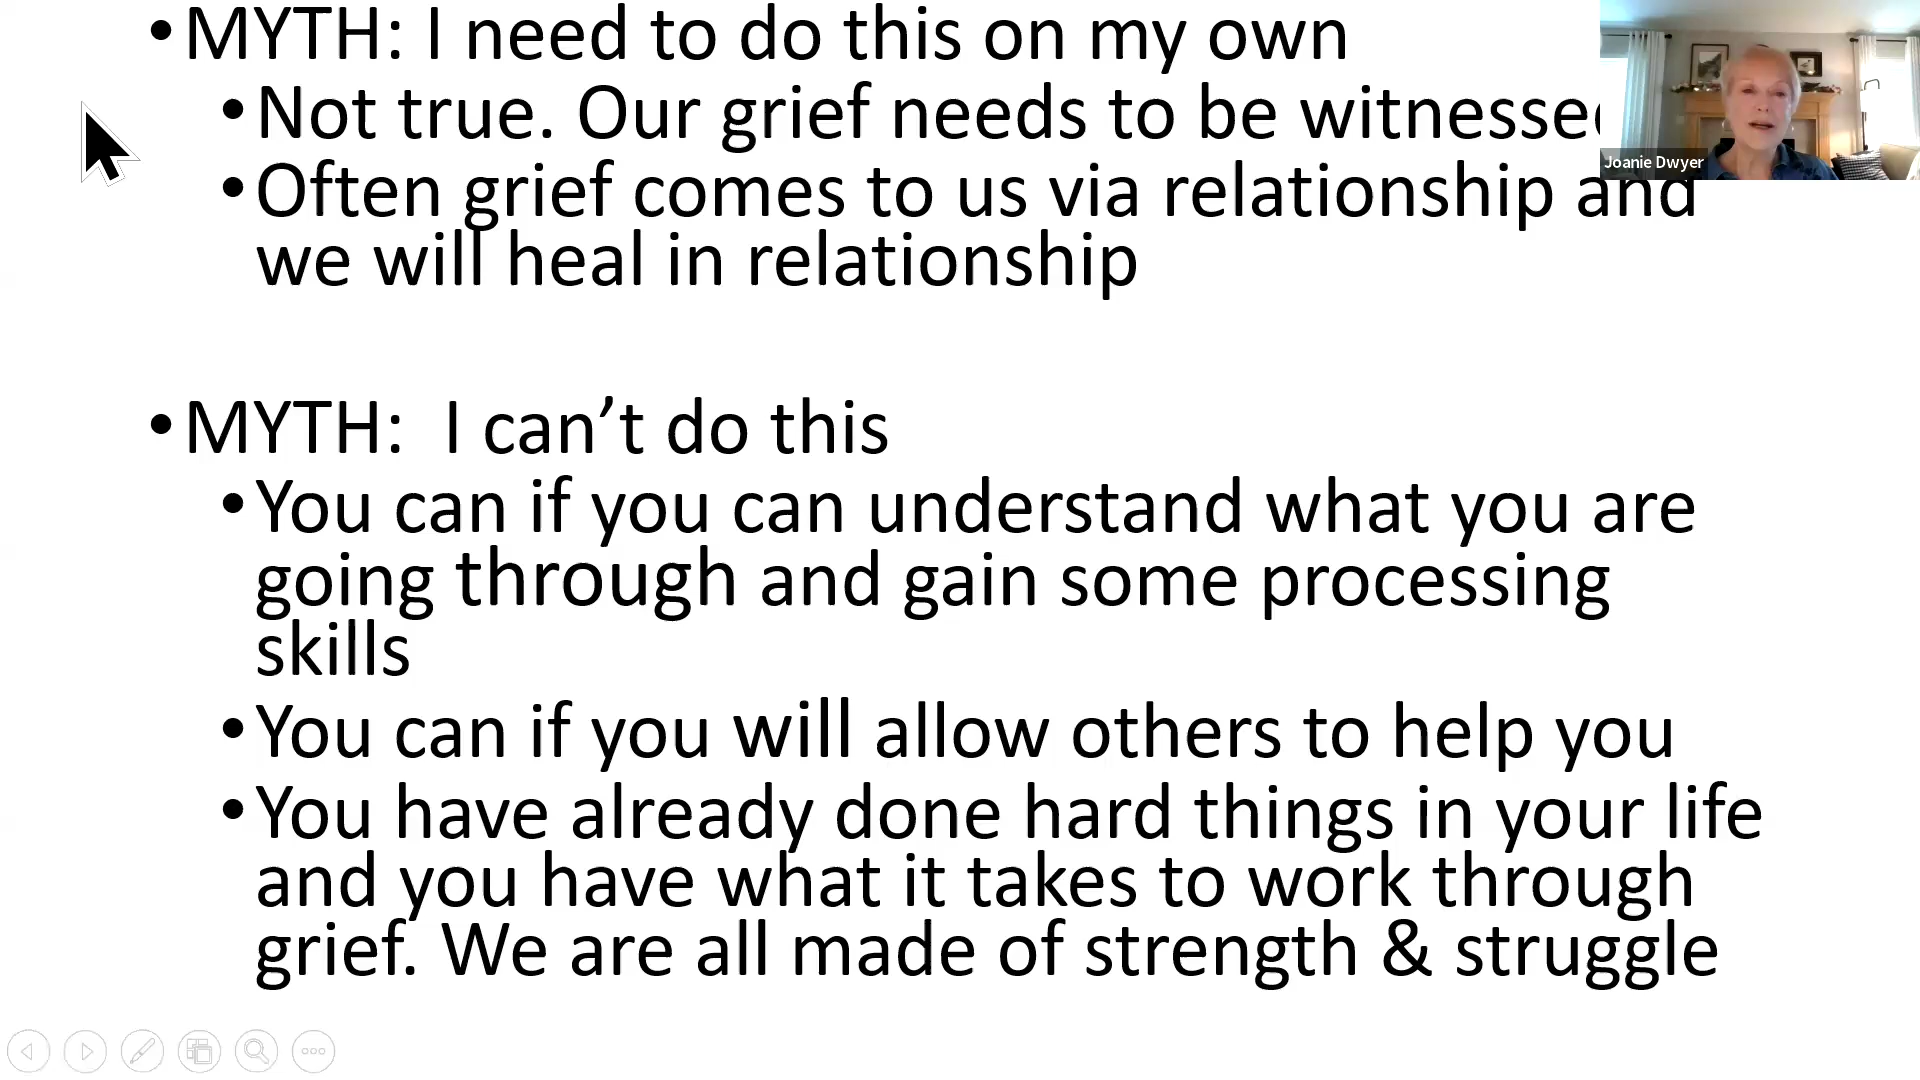 • MYTH: I need to do this on my own
• Not true. Our grief needs to be witnessed
Joanie Dwyer
• Often grief comes to us via relationship and
we will heal in relationship
• MYTH:  I can’t do this
• You can if you can understand what you are
going through and gain some processing
skills
• You can if you will allow others to help you
• You have already done hard things in your life
and you have what it takes to work through
grief. We are all made of strength & struggle